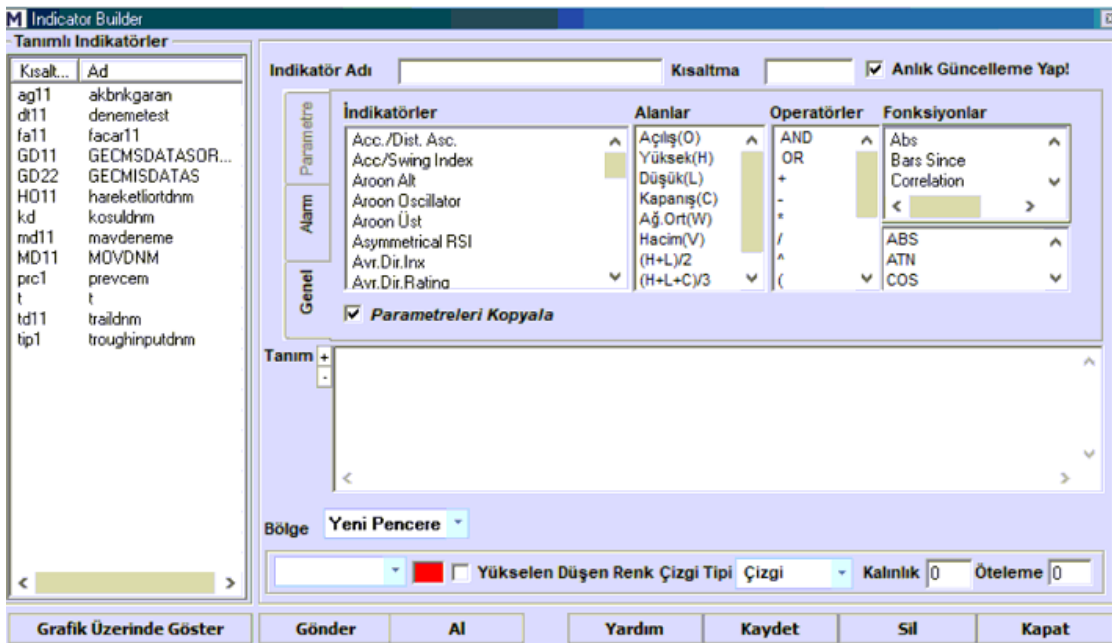 M Indicator Builder
Tanımlı Indikatörler
Kısalt... Ad
ag11 akbnkgaran
dt11 denemetest
fa11 facar11
GD11 GECMSDATASOR...
GD22 GECMISDATAS
HO11 hareketliortdnm
kd kosuldnm
md11 mavdeneme
MD11 MOVDNM
prc1 prevcem
t t
td11 traildnm
tip1 troughinputdnm
Indikatör Adı Kısaltma Anlık Güncelleme Yap!
Parametre
Alarm
Genel
İndikatörler
Acc./Dist. Asc.
Acc/Swing Index
Aroon Alt
Aroon Oscillator
Aroon Üst
Asymmetrical RSI
Avr.Dir.Inx
Avr.Dir.Rating
Alanlar
Açılış(O)
Yüksek(H)
Düşük(L)
Kapanış(C)
Ağ.Ort(W)
Hacim(V)
(H+L)/2
(H+L+C)/3
Operatörler
AND
OR
+
-
*
/
^
(
Fonksiyonlar
Abs
Bars Since
Correlation
ABS
ATN
COS
Parametreleri Kopyala
Tanım +
-
Bölge Yeni Pencere
Yükselen Düşen Renk Çizgi Tipi Çizgi Kalınlık 0 Öteleme 0
Grafik Üzerinde Göster Gönder Al Yardım Kaydet Sil Kapat